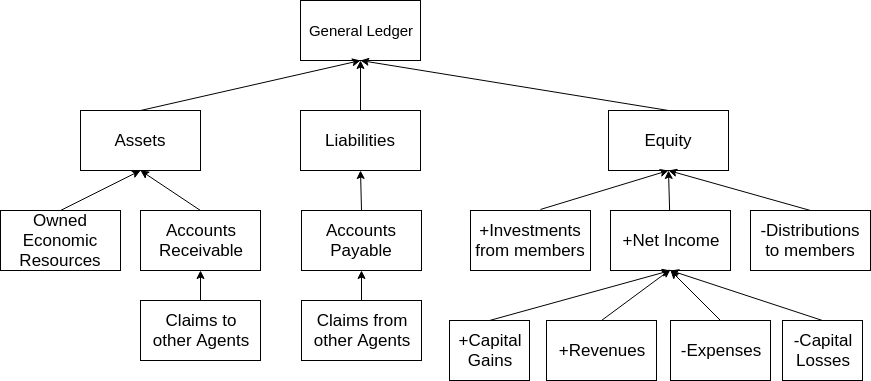 General Ledger
Assets
Liabilities
Equity
Owned
Economic
Resources
Accounts
Receivable
Accounts
Payable
+Investments
from members
+Net Income
-Distributions
to members
Claims to
other Agents
Claims from
other Agents
+Capital
Gains
+Revenues
-Expenses
-Capital
Losses